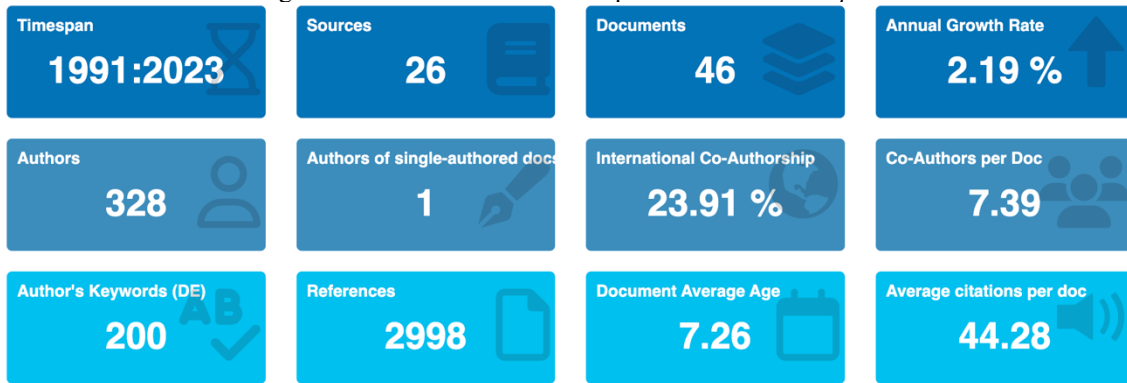 Timespan
1991:2023
Sources
26
Documents
46
Annual Growth Rate
2.19 %
Authors
328
Authors of single-authored docs
1
International Co-Authorship
23.91 %
Co-Authors per Doc
7.39
Author's Keywords (DE)
200
AB
References
2998
Document Average Age
7.26
Average citations per doc
44.28